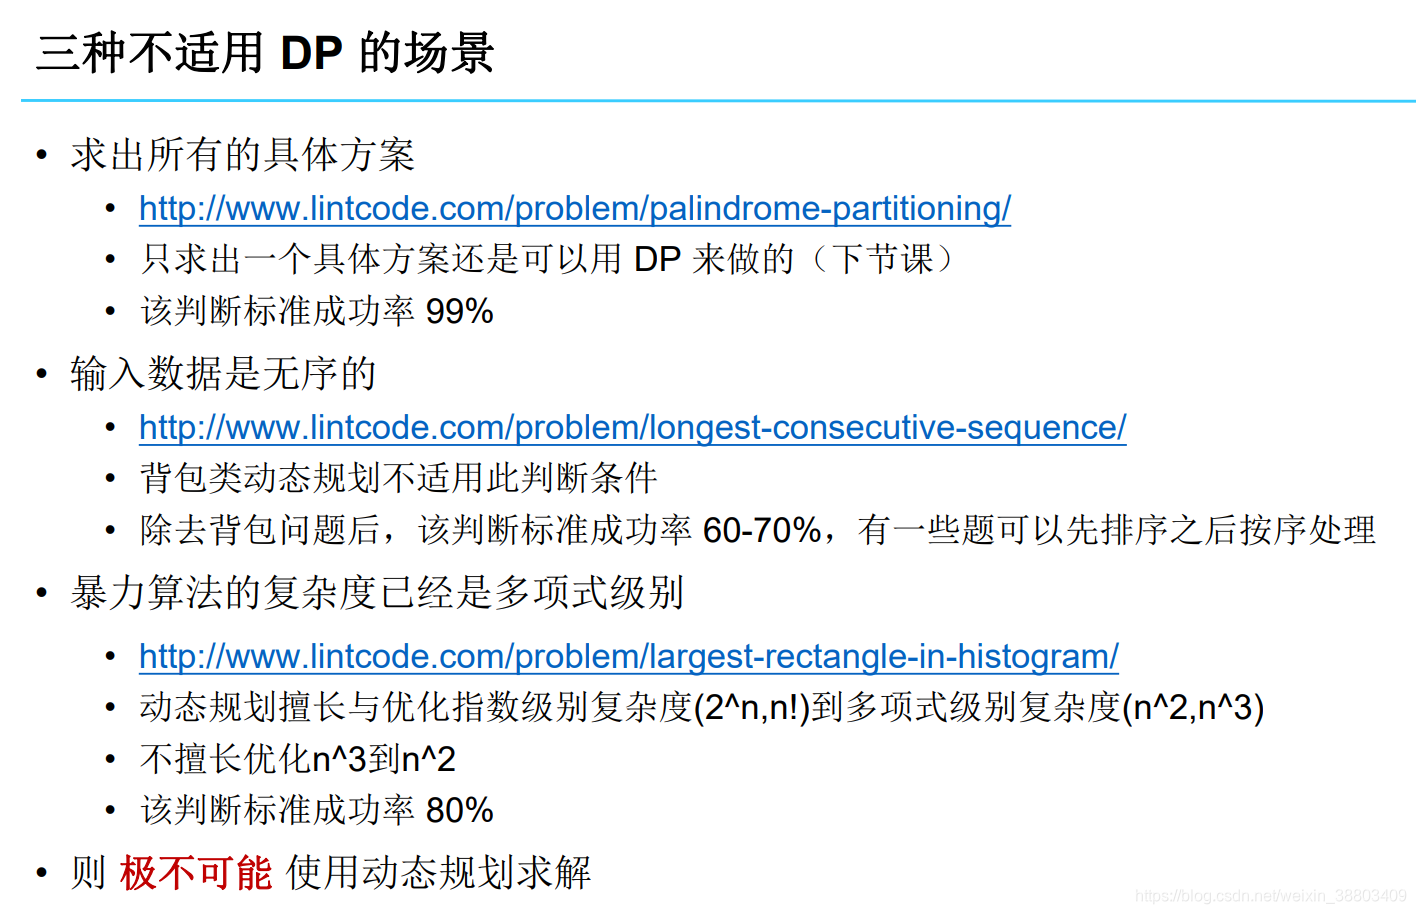 三种不适用 DP 的场景
• 求出所有的具体方案
• http://www.lintcode.com/problem/palindrome-partitioning/
• 只求出一个具体方案还是可以用 DP 来做的（下节课）
• 该判断标准成功率 99%
• 输入数据是无序的
• http://www.lintcode.com/problem/longest-consecutive-sequence/
• 背包类动态规划不适用此判断条件
• 除去背包问题后，该判断标准成功率 60-70%，有一些题可以先排序之后按序处理
• 暴力算法的复杂度已经是多项式级别
• http://www.lintcode.com/problem/largest-rectangle-in-histogram/
• 动态规划擅长与优化指数级别复杂度(2^n,n!)到多项式级别复杂度(n^2,n^3)
• 不擅长优化n^3到n^2
• 该判断标准成功率 80%
• 则 极不可能 使用动态规划求解
https://blog.csdn.net/weixin_38803409